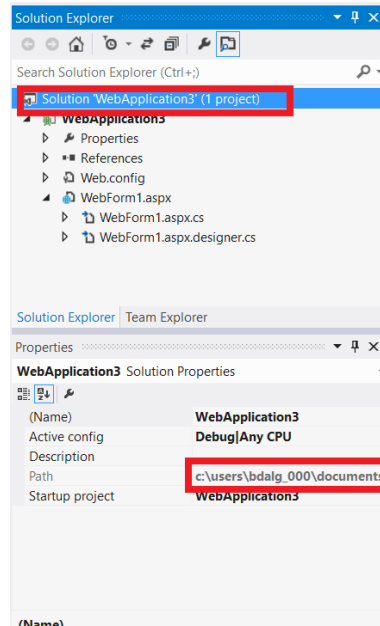 Solution Explorer
Search Solution Explorer (Ctrl+;)
Solution 'WebApplication3' (1 project)
WebApplication3
Properties
References
Web.config
WebForm1.aspx
WebForm1.aspx.cs
WebForm1.aspx.designer.cs
Solution Explorer Team Explorer
Properties
WebApplication3 Solution Properties
(Name) WebApplication3
Active config Debug|Any CPU
Description
Path c:\users\bdalg_000\documents
Startup project WebApplication3
(Name)